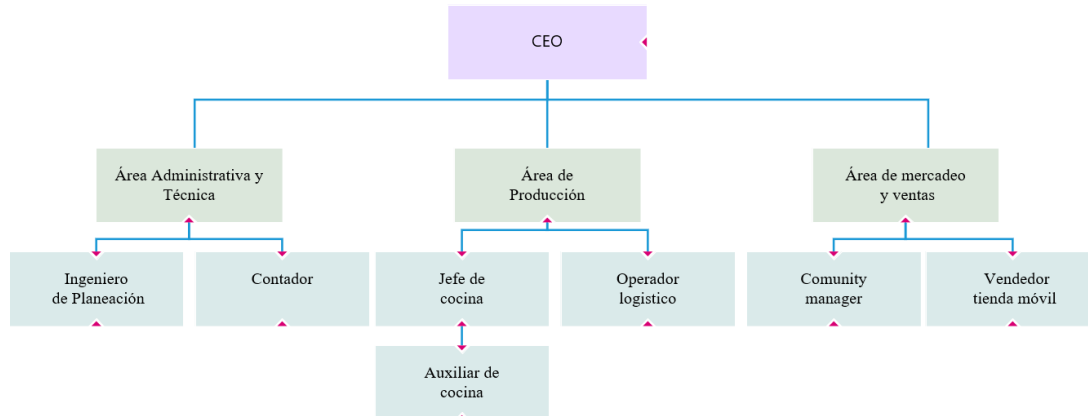 CEO
Área Administrativa y
Técnica
Área de
Producción
Área de mercadeo
y ventas
Ingeniero
de Planeación
Contador
Jefe de
cocina
Operador
logistico
Comunity
manager
Vendedor
tienda móvil
Auxiliar de
cocina